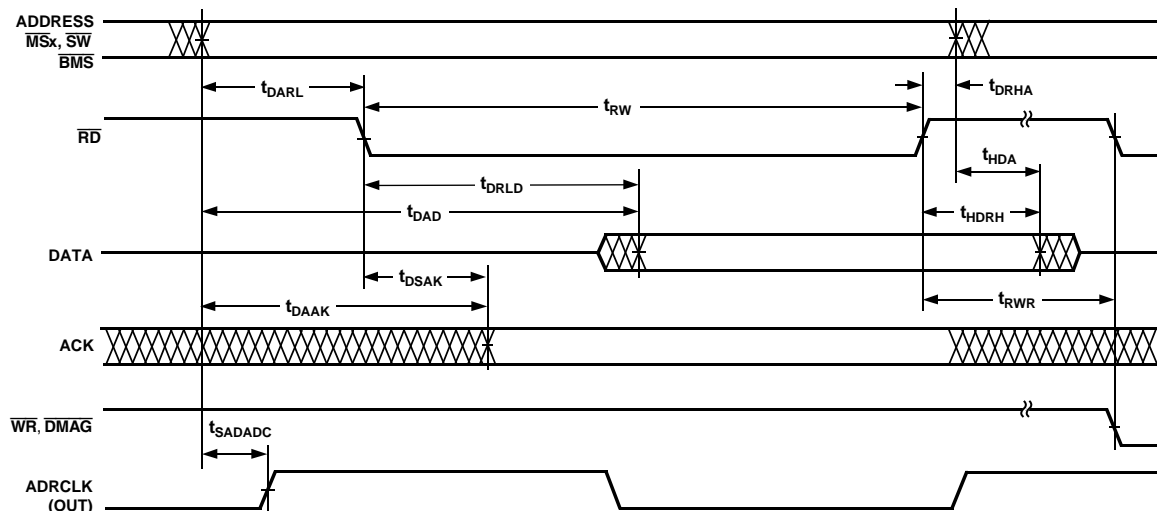 ADDRESS
MSx, SW
BMS
tDARL
tRW
tDRHA
RD
tHDA
tDRLD
tDAD
tHDRH
DATA
tDSAK
tDAAK
tRWR
ACK
WR, DMAG
tSADADC
ADRCLK
(OUT)